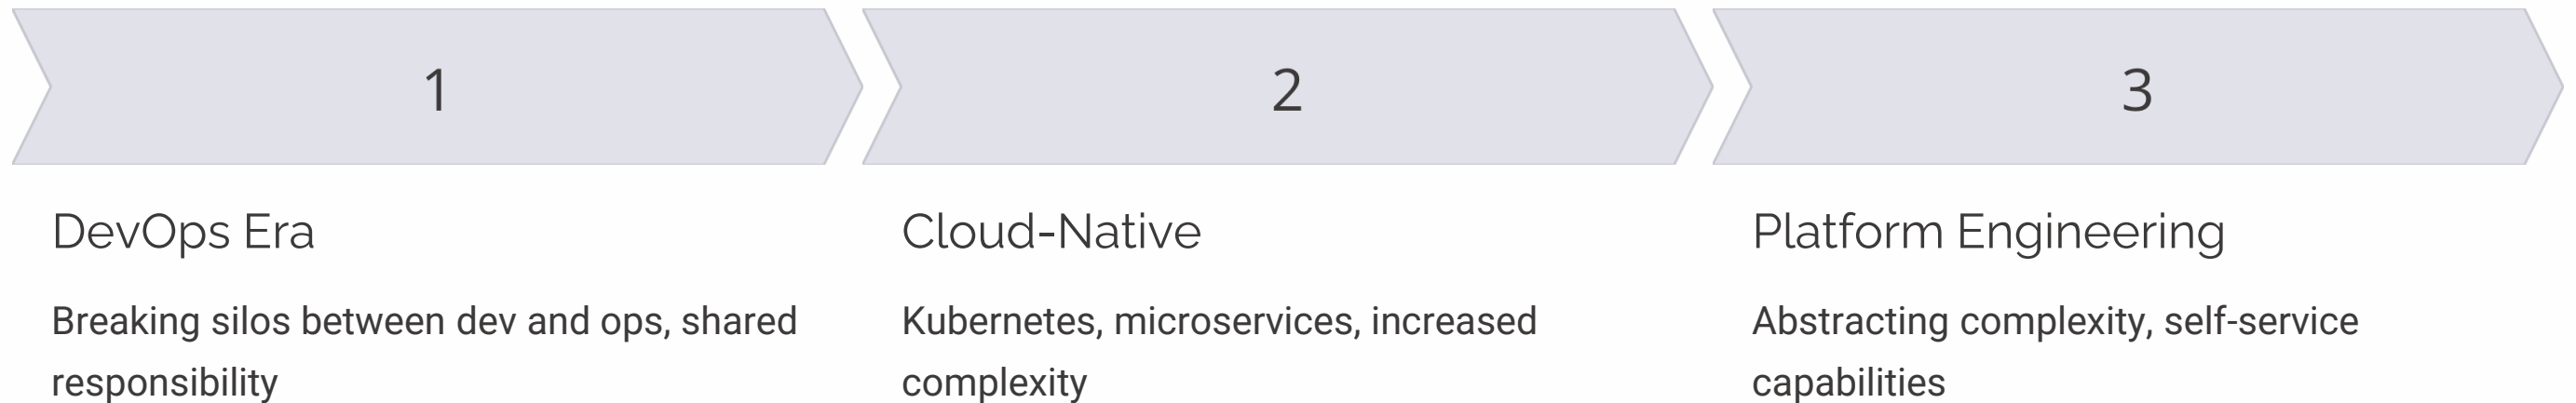 1
2
3
DevOps Era
Breaking silos between dev and ops, shared
responsibility
Cloud-Native
Kubernetes, microservices, increased
complexity
Platform Engineering
Abstracting complexity, self-service
capabilities